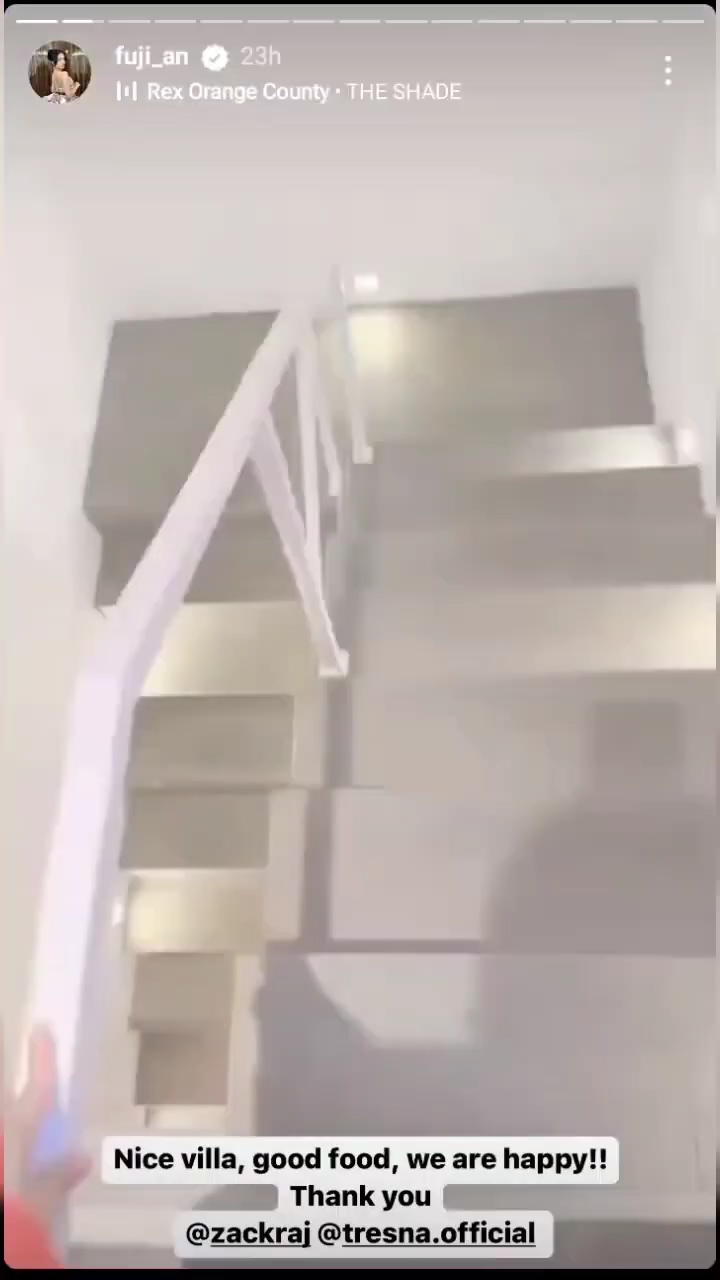 fuji_an 23h
Rex Orange County • THE SHADE
Nice villa, good food, we are happy!!
Thank you
@zackraj @tresna.official